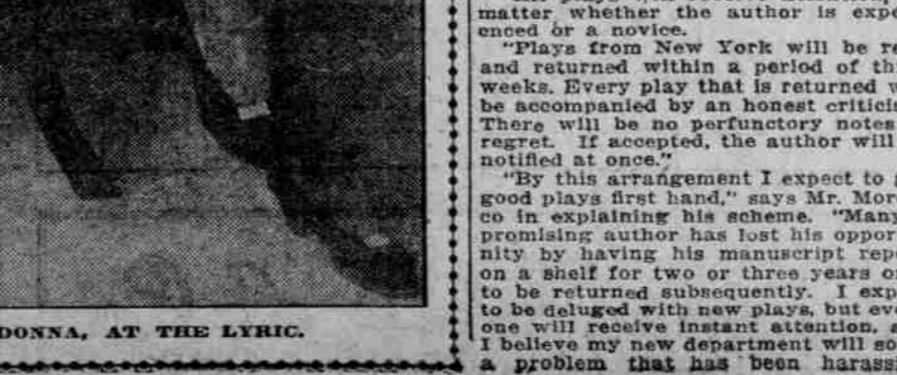 DONNA, AT THE LYRIC.
matter whether the author is expe
enced or a novice.
"Plays from New York will be re
and returned within a period of th
weeks. Every play that is returned w
be accompanied by an honest criticis
There will be no perfunctory notes
regret. If accepted, the author will
notified at once."
"By this arrangement I expect to
good plays first hand," says Mr. Mor
co in explaining his scheme. "Many
promising author has lost his oppor
nity by having his manuscript rep
on a shelf for two or three years o
to be returned subsequently. I exp
to be deluged with new plays, but ev
one will receive instant attention, a
I believe my new department will so
a problem that has been harass